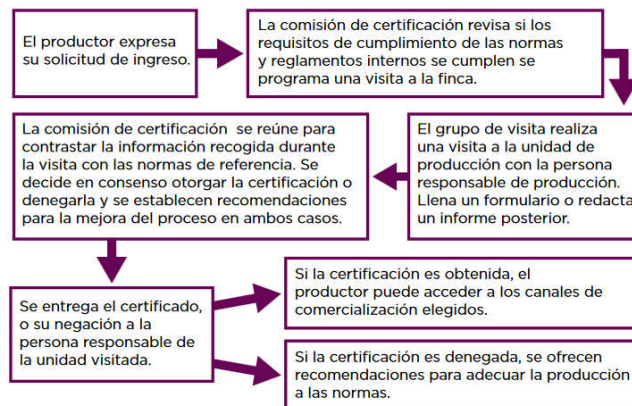 El productor expresa
su solicitud de ingreso.
La comisión de certificación revisa si los
requisitos de cumplimiento de las normas
y reglamentos internos se cumplen se
programa una visita a la finca.
El grupo de visita realiza
una visita a la unidad de
producción con la persona
responsable de producción.
Llena un formulario o redacta
un informe posterior.
La comisión de certificación se reúne para
contrastar la información recogida durante
la visita con las normas de referencia. Se
decide en consenso otorgar la certificación o
denegarla y se establecen recomendaciones
para la mejora del proceso en ambos casos.
Se entrega el certificado,
o su negación a la
persona responsable de
la unidad visitada.
Si la certificación es obtenida, el
productor puede acceder a los canales de
comercialización elegidos.
Si la certificación es denegada, se ofrecen
recomendaciones para adecuar la producción
a las normas.